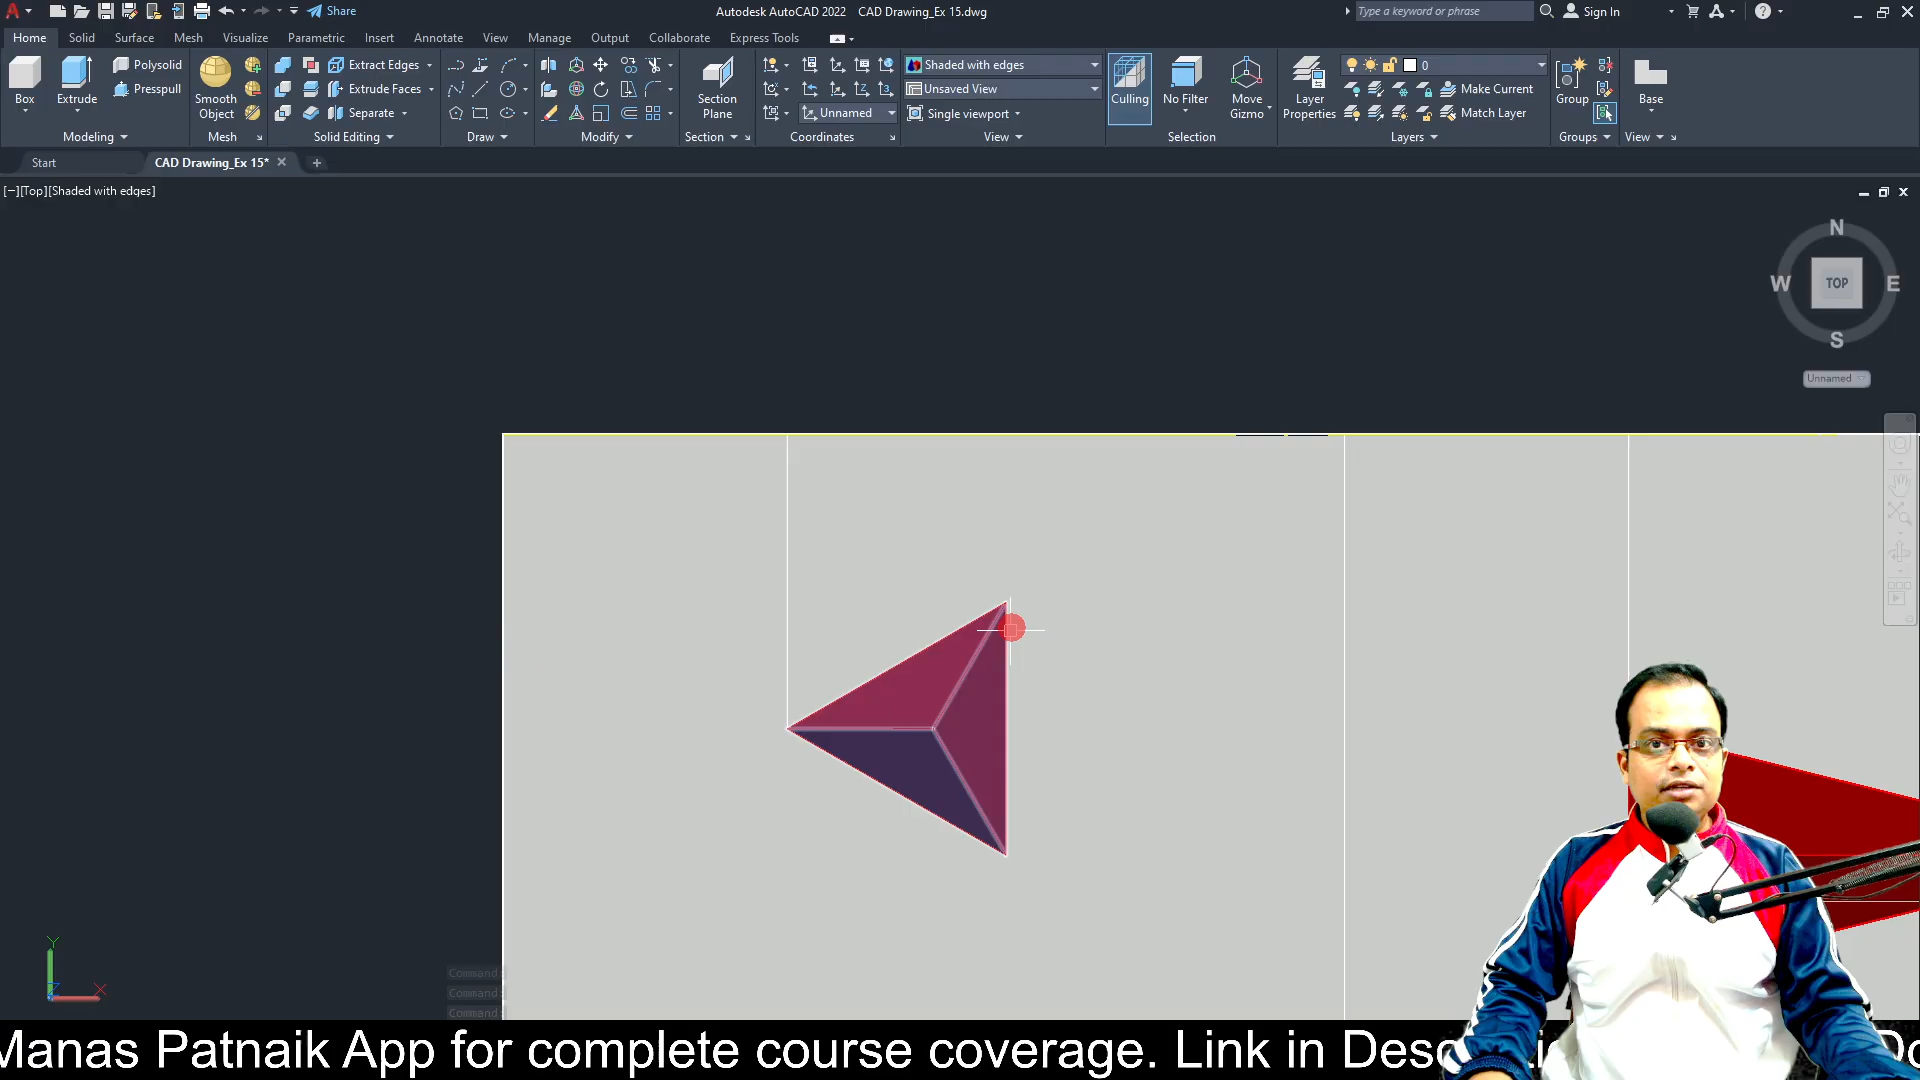 Share
Autodesk AutoCAD 2022 CAD Drawing_Ex 15.dwg
Type a keyword or phrase
Sign In
Home Solid Surface Mesh Visualize Parametric Insert Annotate View Manage Output Collaborate Express Tools
Box
Extrude
Polysolid
Presspull
Modeling
Smooth
Object
Mesh
Extract Edges
Extrude Faces
Separate
Solid Editing
Draw
Modify
Section
Plane
Section
Unnamed
Coordinates
Shaded with edges
Unsaved View
Single viewport
View
Culling
No Filter
Move
Gizmo
Selection
Layer
Properties
0
Make Current
Match Layer
Layers
Group
Groups
Base
View
Start
CAD Drawing_Ex 15*
[−][Top][Shaded with edges]
N
W TOP E
S
Unnamed
Y
Z
X
Command:
Command:
Command:
Manas Patnaik App for complete course coverage. Link in Desc